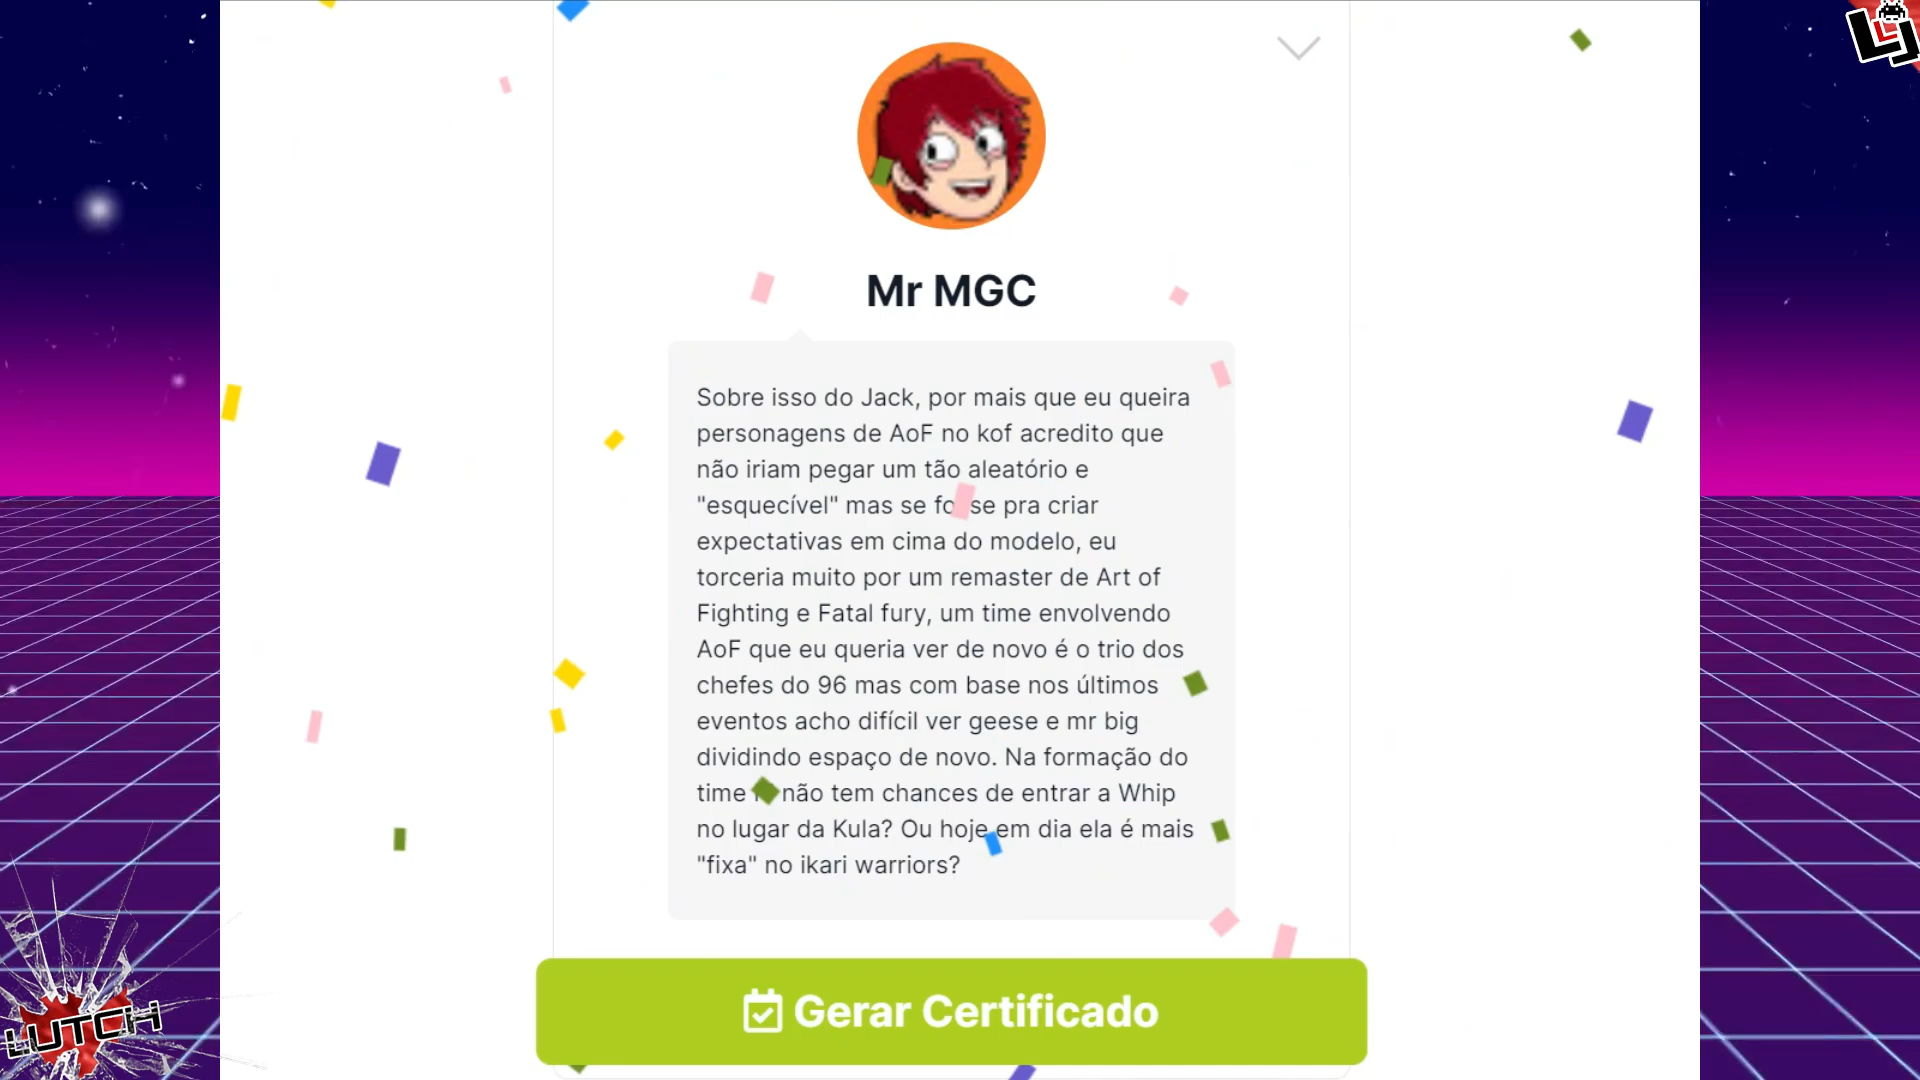 Mr MGC
Sobre isso do Jack, por mais que eu queira
personagens de AoF no kof acredito que
não iriam pegar um tão aleatório e
"esquecível" mas se fosse pra criar
expectativas em cima do modelo, eu
torceria muito por um remaster de Art of
Fighting e Fatal fury, um time envolvendo
AoF que eu queria ver de novo é o trio dos
chefes do 96 mas com base nos últimos
eventos acho difícil ver geese e mr big
dividindo espaço de novo. Na formação do
time não tem chances de entrar a Whip
no lugar da Kula? Ou hoje em dia ela é mais
"fixa" no ikari warriors?
Gerar Certificado
LUTCH